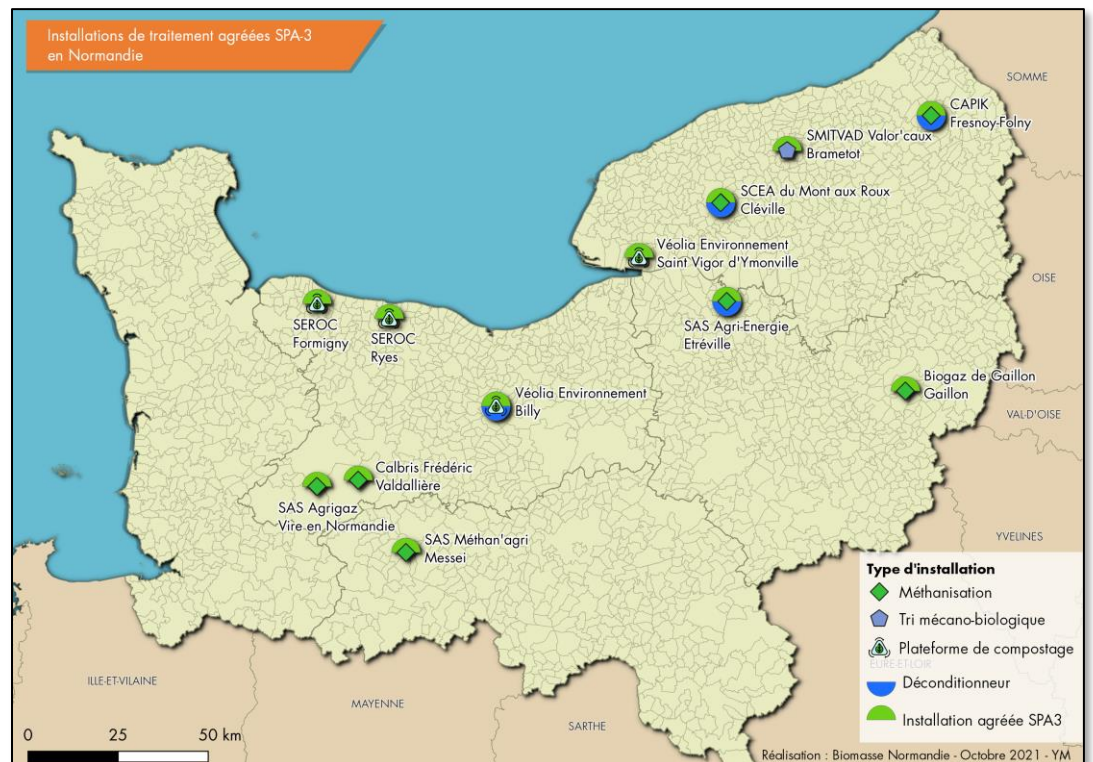 Installations de traitement agréées SPA-3
en Normandie
SOMME
CAPIK
Fresnoy-Folny
SMITVAD Valor'caux
Brametot
SCEA du Mont aux Roux
Cléville
Véolia Environnement
Saint Vigor d'Ymonville
OISE
SEROC
Formigny
SEROC
Ryes
SAS Agri-Energie
Etréville
Biogaz de Gaillon
Gaillon
Véolia Environnement
Billy
VAL-D'OISE
Calbris Frédéric
Valdallière
SAS Agrigaz
Vire en Normandie
SAS Méthan'agri
Messei
YVELINES
Type d'installation
Méthanisation
Tri mécano-biologique
Plateforme de compostage
EURE-ET-LOIR
Déconditionneur
Installation agréée SPA3
ILLE-ET-VILAINE
MAYENNE
SARTHE
0 25 50 km
Réalisation : Biomasse Normandie - Octobre 2021 - YM